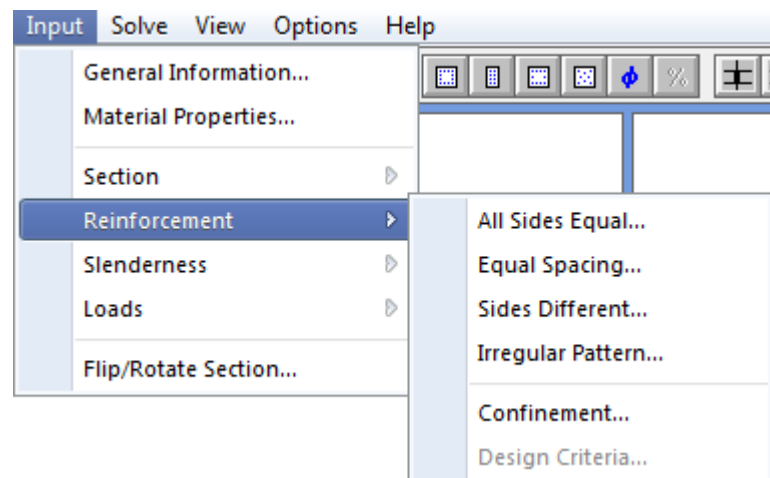 Input Solve View Options Help
General Information...
Material Properties...
Section
Reinforcement
Slenderness
Loads
Flip/Rotate Section...
ϕ %
All Sides Equal...
Equal Spacing...
Sides Different...
Irregular Pattern...
Confinement...
Design Criteria...